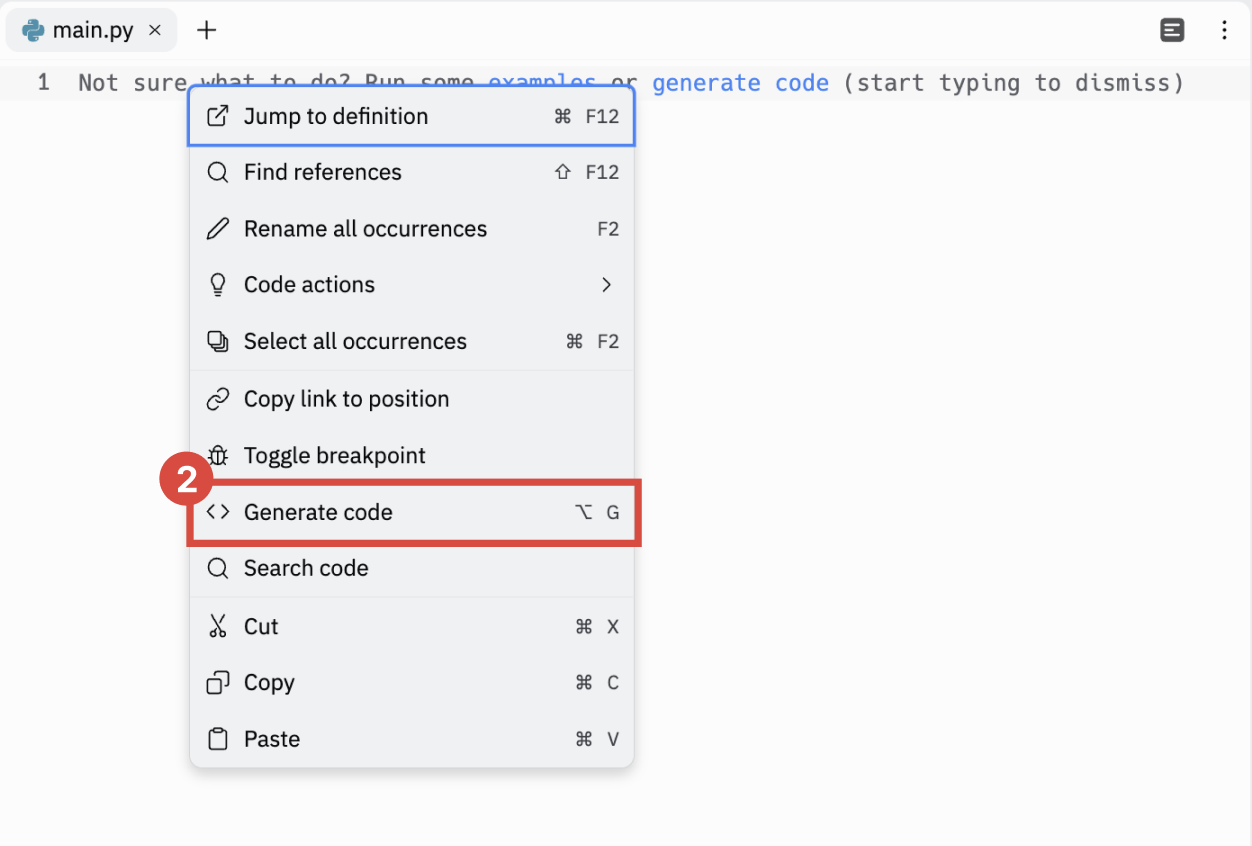 main.py × +
1 Not sure what to do? Run some examples or generate code (start typing to dismiss)
Jump to definition ⌘ F12
Find references ⇧ F12
Rename all occurrences F2
Code actions >
Select all occurrences ⌘ F2
Copy link to position
Toggle breakpoint
2
<> Generate code ⌥ G
Search code
Cut ⌘ X
Copy ⌘ C
Paste ⌘ V